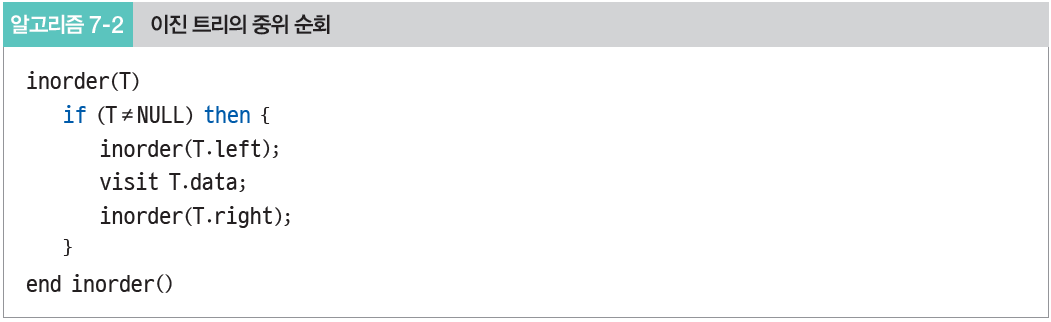 알고리즘 7-2 이진 트리의 중위 순회
inorder(T)
if (T≠NULL) then {
inorder(T.left);
visit T.data;
inorder(T.right);
}
end inorder()